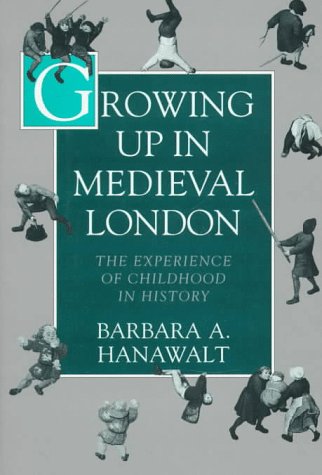 GROWING
UP IN
MEDIEVAL
LONDON
THE EXPERIENCE
OF CHILDHOOD
IN HISTORY
BARBARA A.
HANAWALT